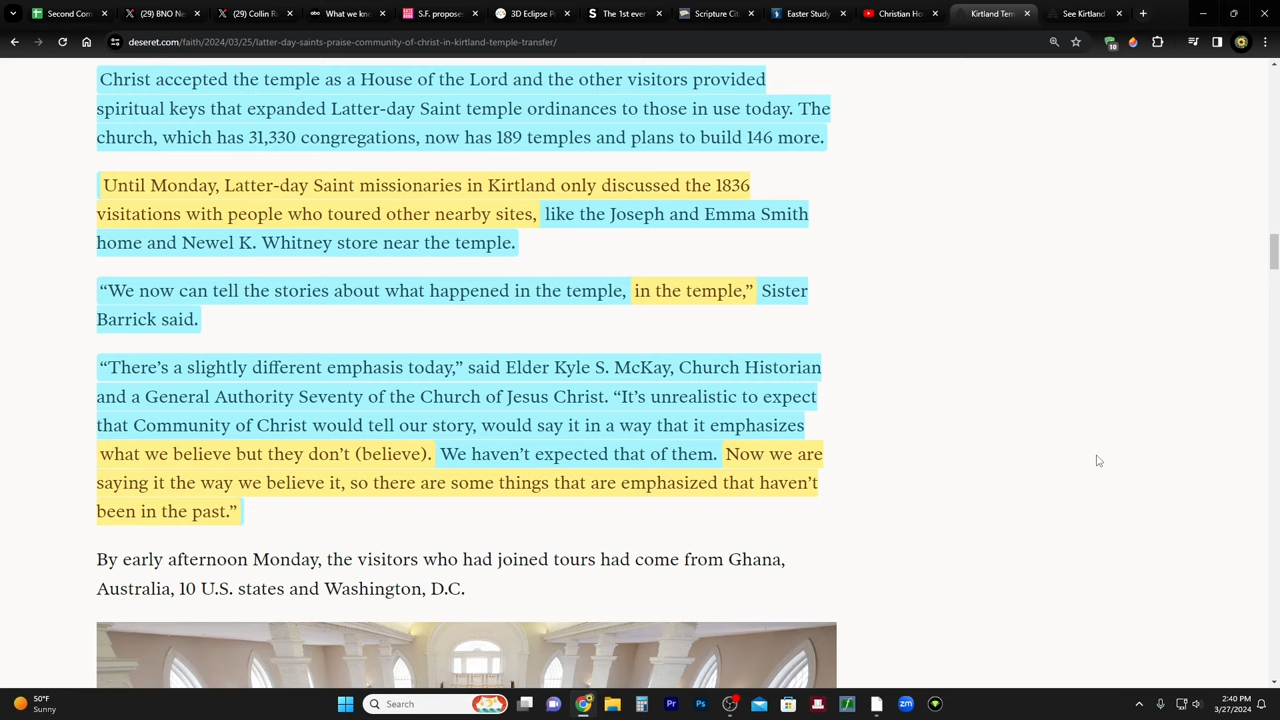 Second Com
(29) BNO Ne
(29) Collin R
What we kno
S.F. propose
3D Eclipse P
The 1st ever
Scripture Cit
Easter Study
Christian Ho
Kirtland Tem
See Kirtland
deseret.com/faith/2024/03/25/latter-day-saints-praise-community-of-christ-in-kirtland-temple-transfer/
10
Christ accepted the temple as a House of the Lord and the other visitors provided
spiritual keys that expanded Latter-day Saint temple ordinances to those in use today. The
church, which has 31,330 congregations, now has 189 temples and plans to build 146 more.
Until Monday, Latter-day Saint missionaries in Kirtland only discussed the 1836
visitations with people who toured other nearby sites, like the Joseph and Emma Smith
home and Newel K. Whitney store near the temple.
“We now can tell the stories about what happened in the temple, in the temple,” Sister
Barrick said.
“There’s a slightly different emphasis today,” said Elder Kyle S. McKay, Church Historian
and a General Authority Seventy of the Church of Jesus Christ. “It’s unrealistic to expect
that Community of Christ would tell our story, would say it in a way that it emphasizes
what we believe but they don’t (believe). We haven’t expected that of them. Now we are
saying it the way we believe it, so there are some things that are emphasized that haven’t
been in the past.”
By early afternoon Monday, the visitors who had joined tours had come from Ghana,
Australia, 10 U.S. states and Washington, D.C.
50°F
Sunny
Search
2:40 PM
3/27/2024